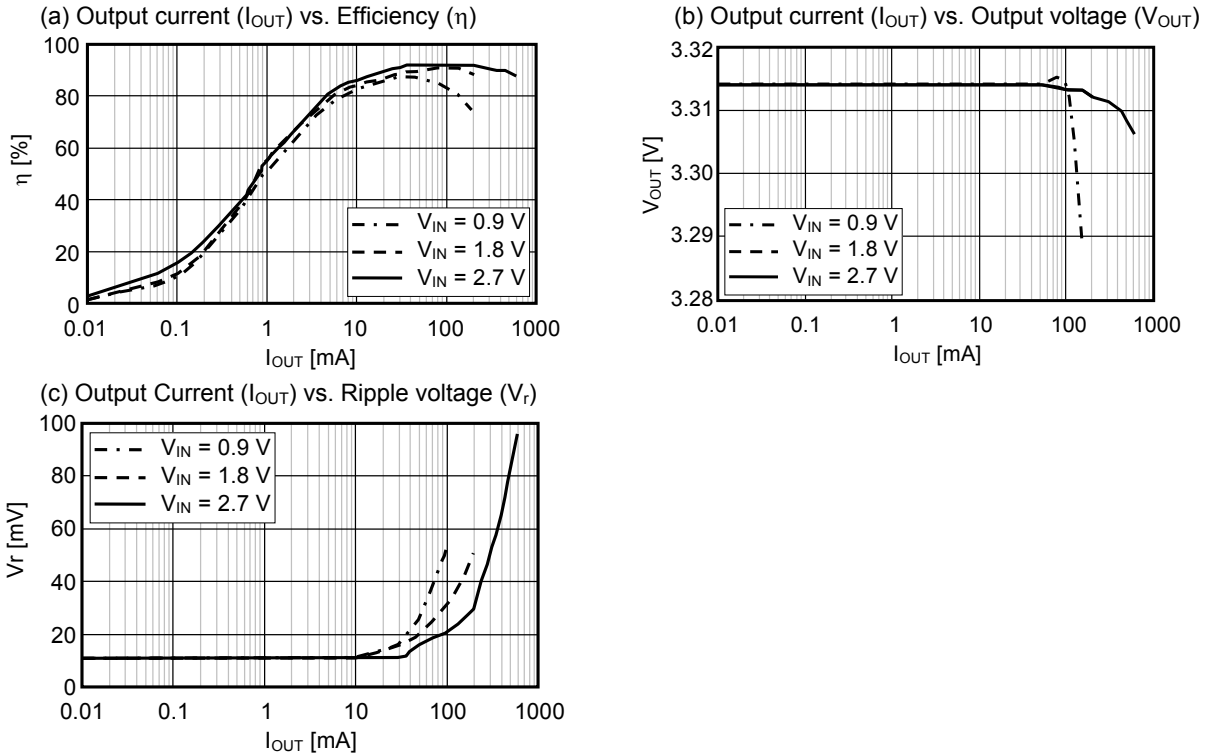 (a) Output current (IOUT) vs. Efficiency (η)
100
80
60
40
20
0
η [%]
VIN = 0.9 V
VIN = 1.8 V
VIN = 2.7 V
0.01 0.1 1 10 100 1000
IOUT [mA]
(b) Output current (IOUT) vs. Output voltage (VOUT)
3.32
3.31
3.30
3.29
3.28
VOUT [V]
VIN = 0.9 V
VIN = 1.8 V
VIN = 2.7 V
0.01 0.1 1 10 100 1000
IOUT [mA]
(c) Output Current (IOUT) vs. Ripple voltage (Vr)
100
80
60
40
20
0
Vr [mV]
VIN = 0.9 V
VIN = 1.8 V
VIN = 2.7 V
0.01 0.1 1 10 100 1000
IOUT [mA]